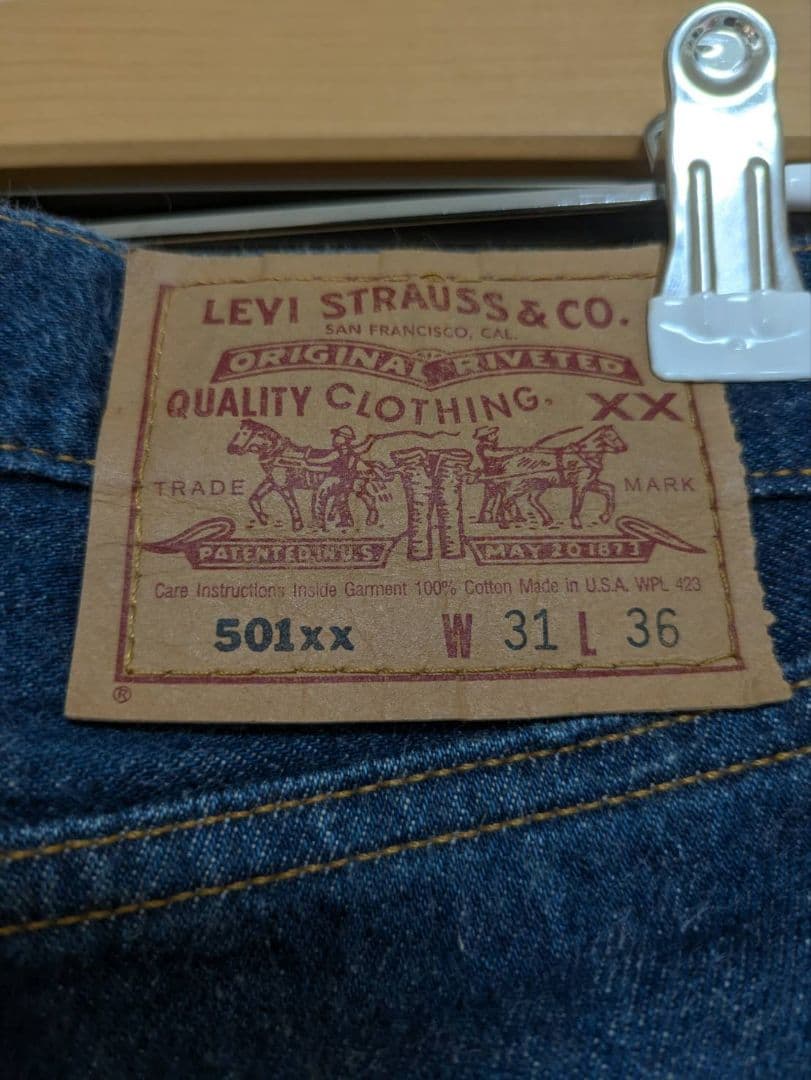 LEVI STRAUSS & CO.
SAN FRANCISCO, CAL.
ORIGINAL RIVETED
QUALITY CLOTHING. XX
TRADE MARK
PATENTED IN U.S. MAY 20 1873
Care Instructions Inside Garment 100% Cotton Made in U.S.A. WPL 423
501xx W 31 L 36
®